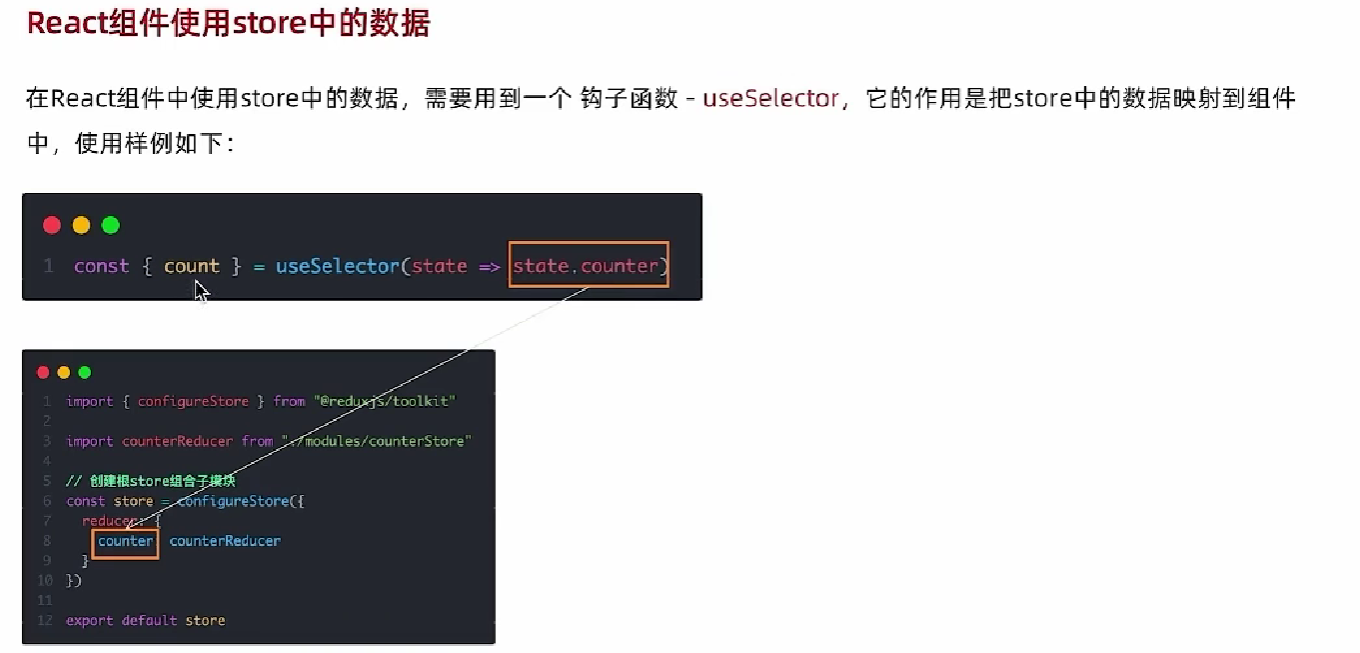 React组件使用store中的数据
在React组件中使用store中的数据，需要用到一个 钩子函数 - useSelector，它的作用是把store中的数据映射到组件
中，使用样例如下：
1 const { count } = useSelector(state => state.counter)
1 import { configureStore } from "@reduxjs/toolkit"
2
3 import counterReducer from "./modules/counterStore"
4
5 // 创建根store组合子模块
6 const store = configureStore({
7 reducer: {
8 counter counterReducer
9 }
10 })
11
12 export default store